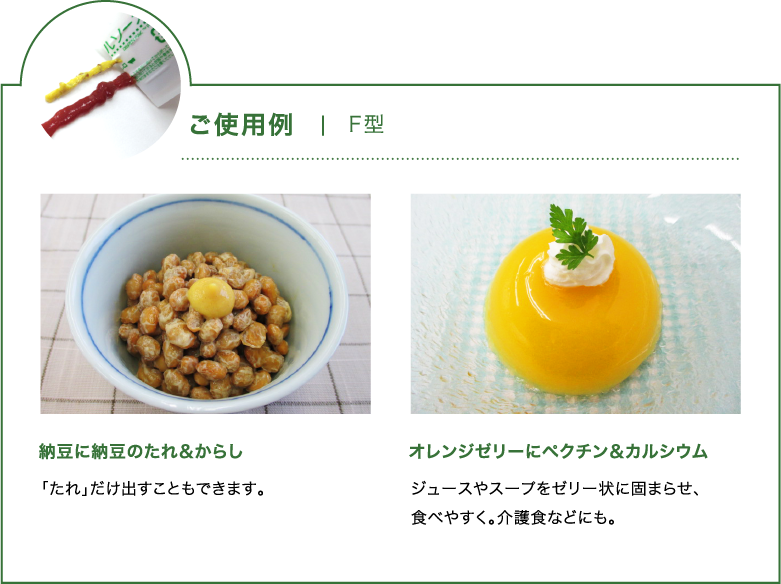 ルソー
ご使用例 | F型
納豆に納豆のたれ&からし
「たれ」だけ出すこともできます。
オレンジゼリーにペクチン&カルシウム
ジュースやスープをゼリー状に固まらせ、
食べやすく。介護食などにも。